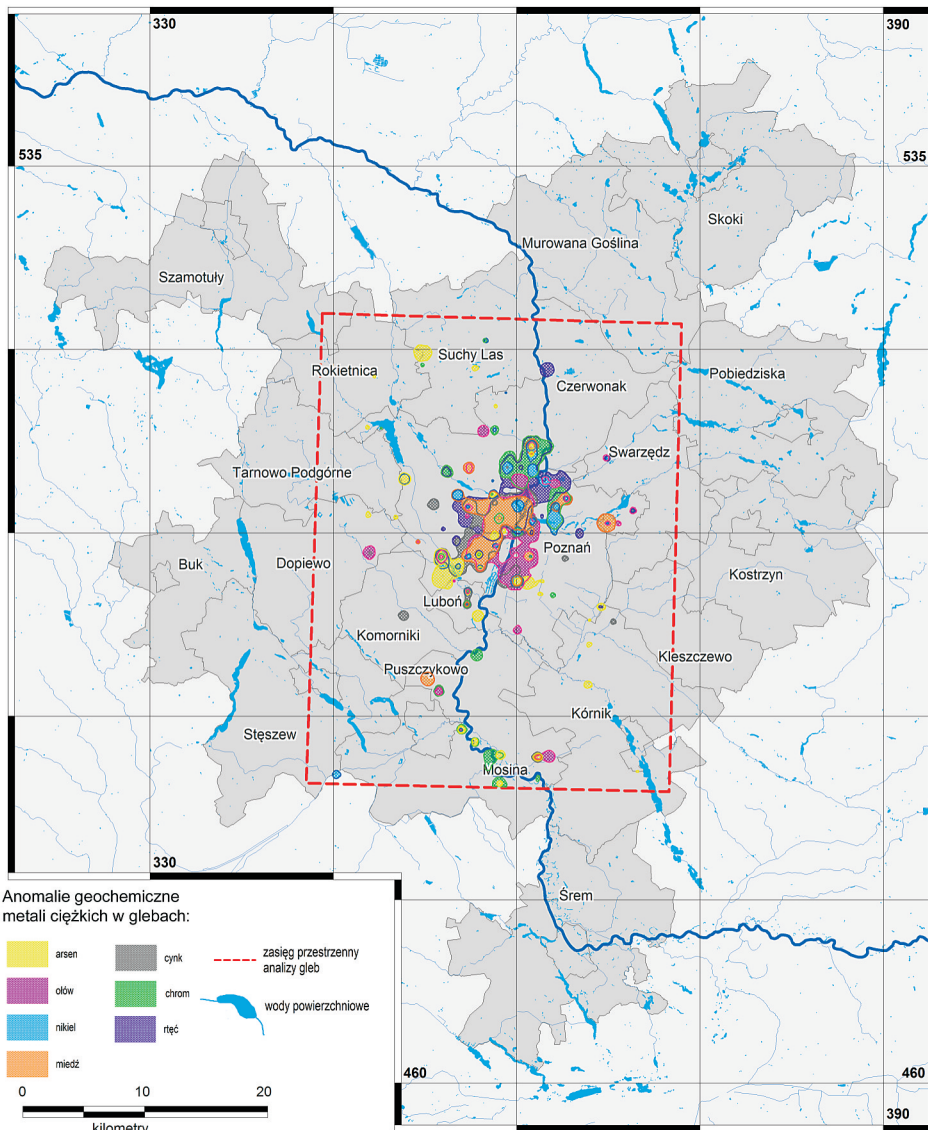 330
390
535
535
Skoki
Murowana Goślina
Szamotuły
Suchy Las
Rokietnica
Czerwonak
Pobiedziska
Swarzędz
Tarnowo Podgórne
Poznań
Buk
Dopiewo
Kostrzyn
Luboń
Komorniki
Kleszczewo
Puszczykowo
Kórnik
Stęszew
Mosina
330
Śrem
Anomalie geochemiczne
metali ciężkich w glebach:
arsen
cynk
zasięg przestrzenny
analizy gleb
ołów
chrom
wody powierzchniowe
nikiel
rtęć
miedź
460
460
0 10 20
kilometry
390